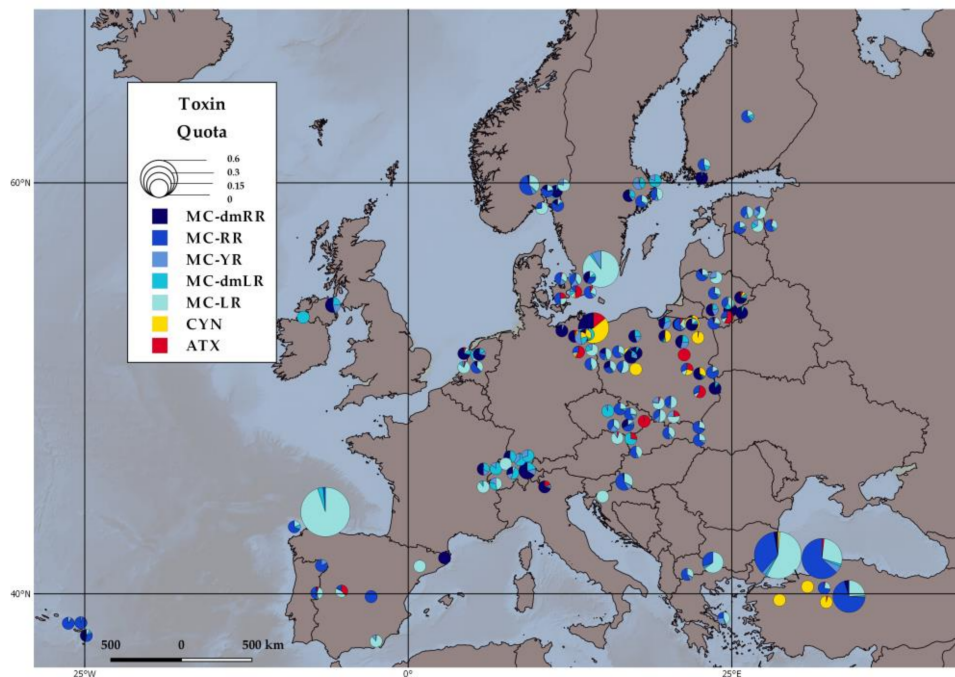 Toxin
Quota
0.6
0.3
0.15
0
MC-dmRR
MC-RR
MC-YR
MC-dmLR
MC-LR
CYN
ATX
60°N
40°N
500 0 500 km
25°W 0° 25°E